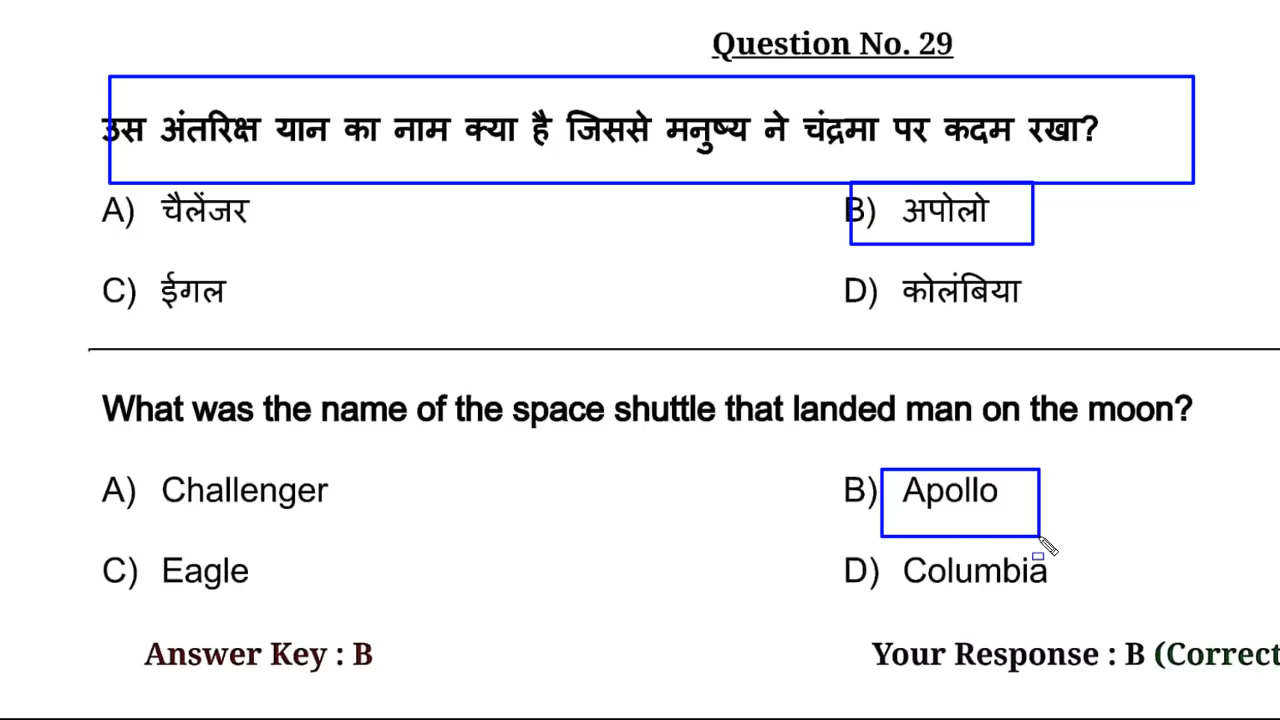 Question No. 29
उस अंतरिक्ष यान का नाम क्या है जिससे मनुष्य ने चंद्रमा पर कदम रखा?
A) चैलेंजर B) अपोलो
C) ईगल D) कोलंबिया
What was the name of the space shuttle that landed man on the moon?
A) Challenger B) Apollo
C) Eagle D) Columbia
Answer Key : B Your Response : B (Correct